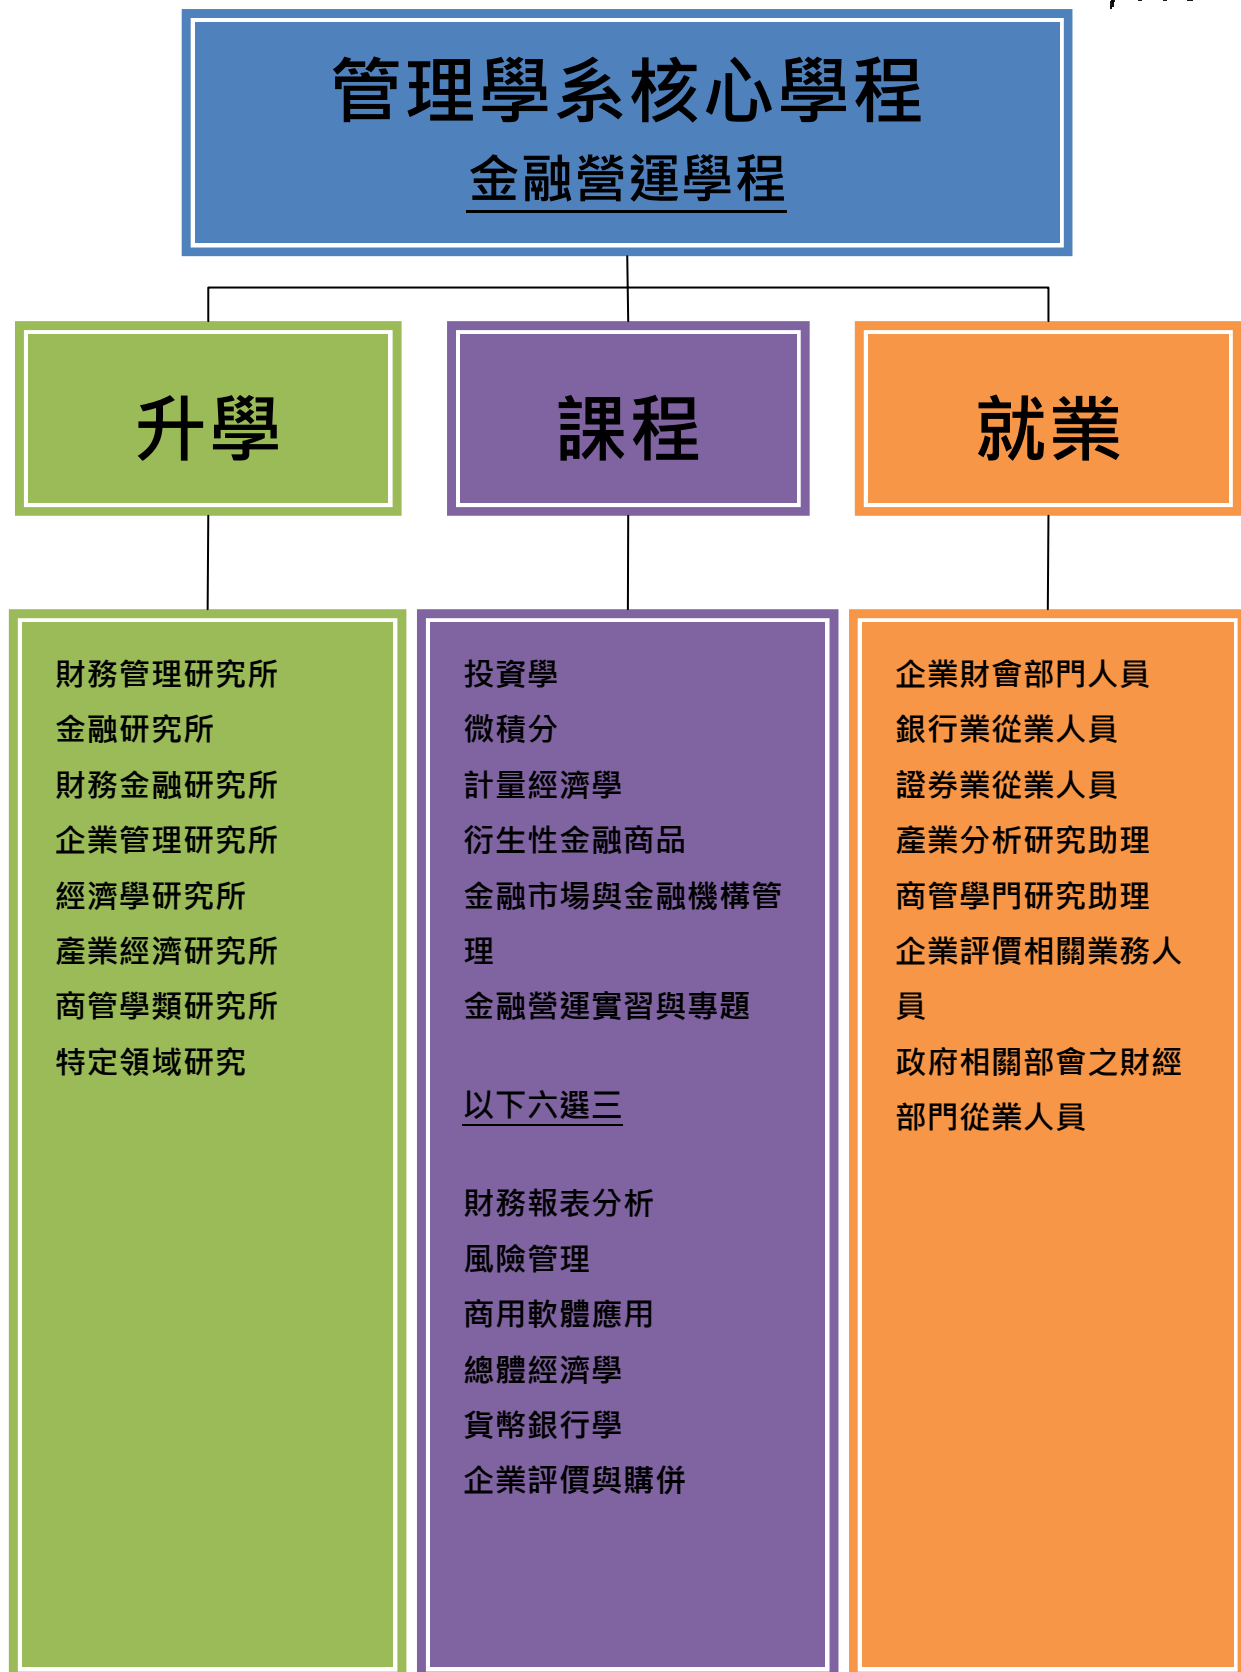 管理學系核心學程
金融營運學程
升學
課程
就業
財務管理研究所
金融研究所
財務金融研究所
企業管理研究所
經濟學研究所
產業經濟研究所
商管學類研究所
特定領域研究
投資學
微積分
計量經濟學
衍生性金融商品
金融市場與金融機構管
理
金融營運實習與專題
以下六選三
財務報表分析
風險管理
商用軟體應用
總體經濟學
貨幣銀行學
企業評價與購併
企業財會部門人員
銀行業從業人員
證券業從業人員
產業分析研究助理
商管學門研究助理
企業評價相關業務人
員
政府相關部會之財經
部門從業人員